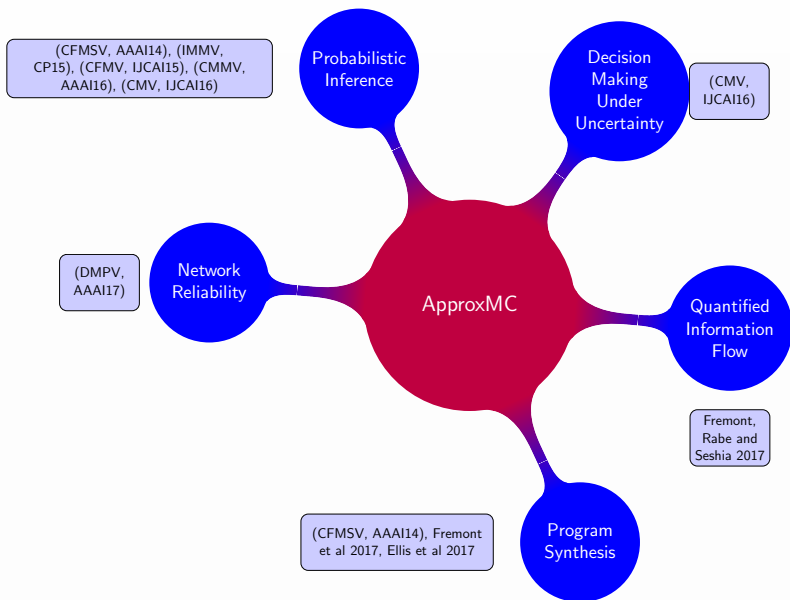 (CFMSV, AAAI14), (IMMV,
CP15), (CFMV, IJCAI15), (CMMV,
AAAI16), (CMV, IJCAI16)
Probabilistic
Inference
Decision
Making
Under
Uncertainty
(CMV,
IJCAI16)
(DMPV,
AAAI17)
Network
Reliability
ApproxMC
Quantified
Information
Flow
Fremont,
Rabe and
Seshia 2017
(CFMSV, AAAI14), Fremont
et al 2017, Ellis et al 2017
Program
Synthesis